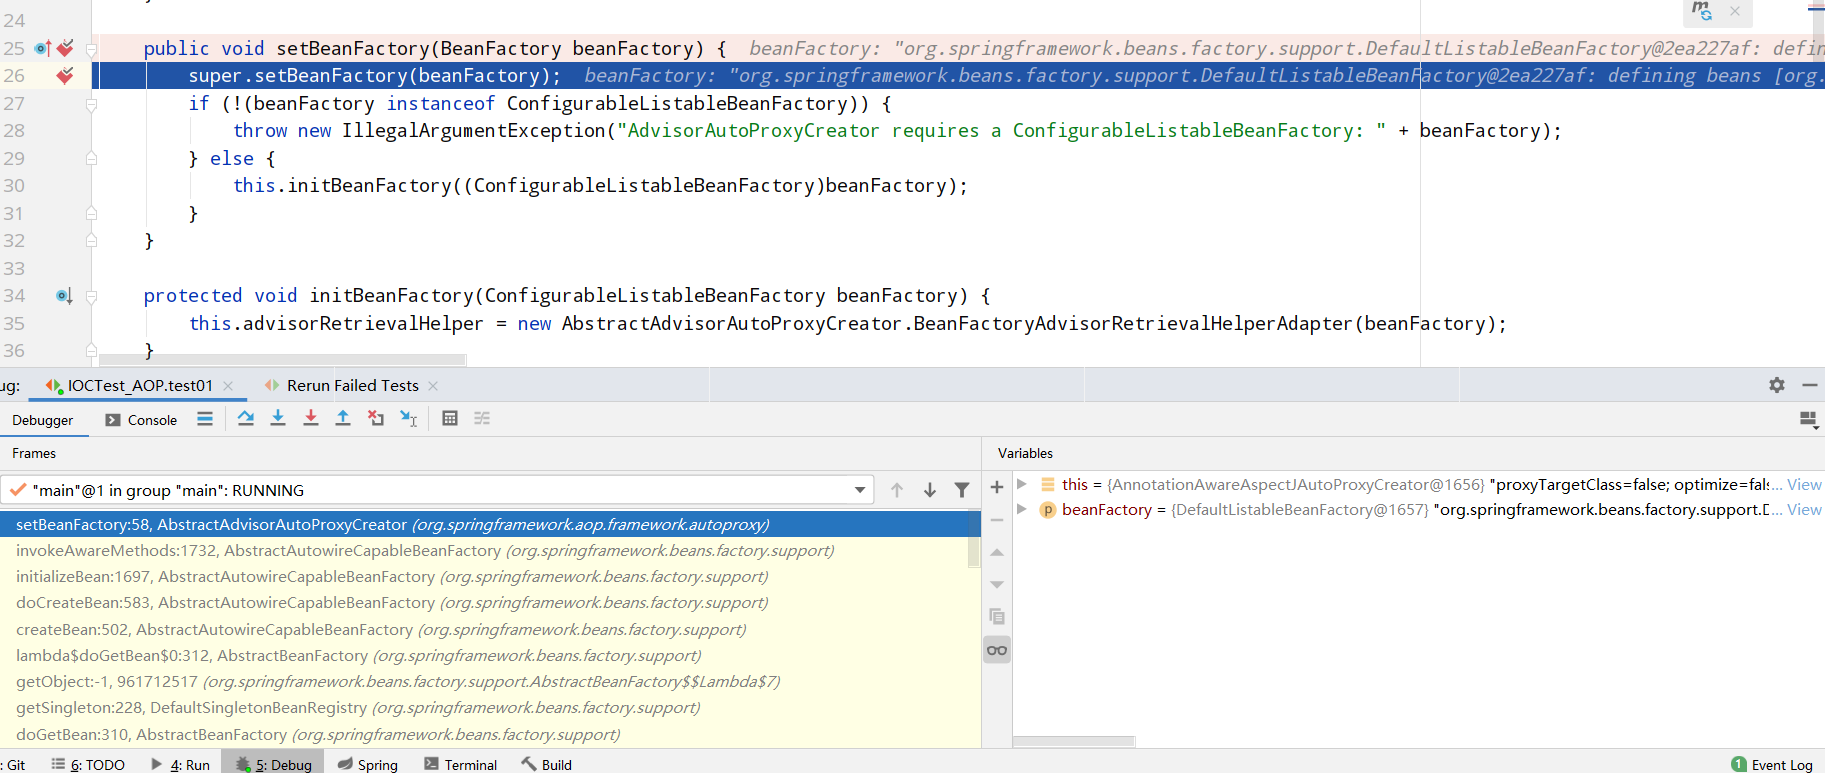 24
25 public void setBeanFactory(BeanFactory beanFactory) { beanFactory: "org.springframework.beans.factory.support.DefaultListableBeanFactory@2ea227af: defin
26 super.setBeanFactory(beanFactory); beanFactory: "org.springframework.beans.factory.support.DefaultListableBeanFactory@2ea227af: defining beans [org.
27 if (!(beanFactory instanceof ConfigurableListableBeanFactory)) {
28 throw new IllegalArgumentException("AdvisorAutoProxyCreator requires a ConfigurableListableBeanFactory: " + beanFactory);
29 } else {
30 this.initBeanFactory((ConfigurableListableBeanFactory)beanFactory);
31 }
32 }
33
34 protected void initBeanFactory(ConfigurableListableBeanFactory beanFactory) {
35 this.advisorRetrievalHelper = new AbstractAdvisorAutoProxyCreator.BeanFactoryAdvisorRetrievalHelperAdapter(beanFactory);
36 }
ug: IOCTest_AOP.test01 Rerun Failed Tests
Debugger Console
Frames
Variables
"main"@1 in group "main": RUNNING
this = {AnnotationAwareAspectJAutoProxyCreator@1656} "proxyTargetClass=false; optimize=fals... View
beanFactory = {DefaultListableBeanFactory@1657} "org.springframework.beans.factory.support.D... View
setBeanFactory:58, AbstractAdvisorAutoProxyCreator (org.springframework.aop.framework.autoproxy)
invokeAwareMethods:1732, AbstractAutowireCapableBeanFactory (org.springframework.beans.factory.support)
initializeBean:1697, AbstractAutowireCapableBeanFactory (org.springframework.beans.factory.support)
doCreateBean:583, AbstractAutowireCapableBeanFactory (org.springframework.beans.factory.support)
createBean:502, AbstractAutowireCapableBeanFactory (org.springframework.beans.factory.support)
lambda$doGetBean$0:312, AbstractBeanFactory (org.springframework.beans.factory.support)
getObject:-1, 961712517 (org.springframework.beans.factory.support.AbstractBeanFactory$$Lambda$7)
getSingleton:228, DefaultSingletonBeanRegistry (org.springframework.beans.factory.support)
doGetBean:310, AbstractBeanFactory (org.springframework.beans.factory.support)
: Git 6: TODO 4: Run 5: Debug Spring Terminal Build 1 Event Log